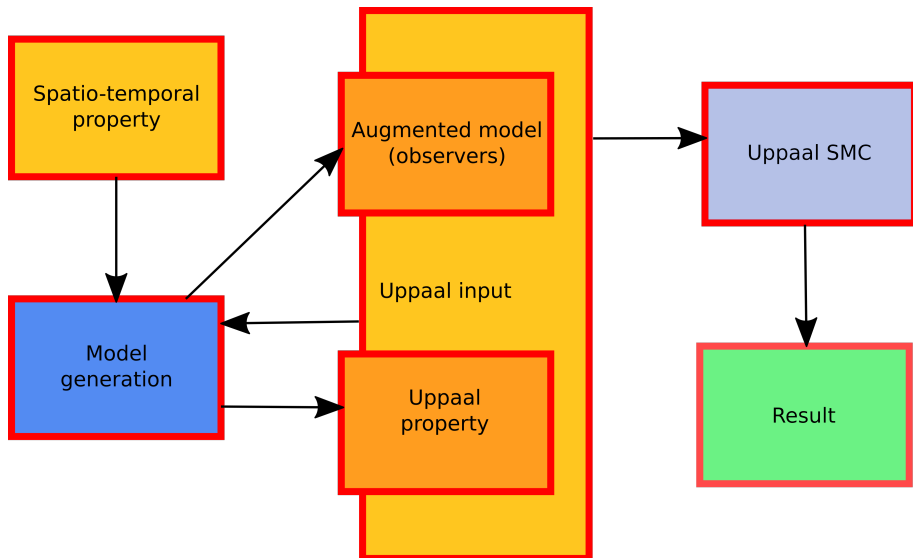 Spatio-temporal
property
Augmented model
(observers)
Uppaal SMC
Uppaal input
Model
generation
Uppaal
property
Result